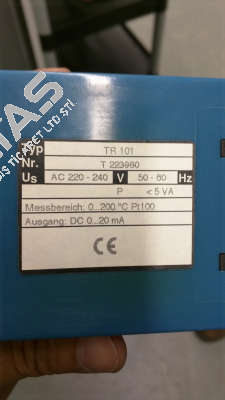 Typ TR 101
Nr. T 223960
Us AC 220 - 240 V 50 - 60 Hz
P < 5 VA
Messbereich: 0...200 °C Pt100
Ausgang: DC 0...20 mA
CE